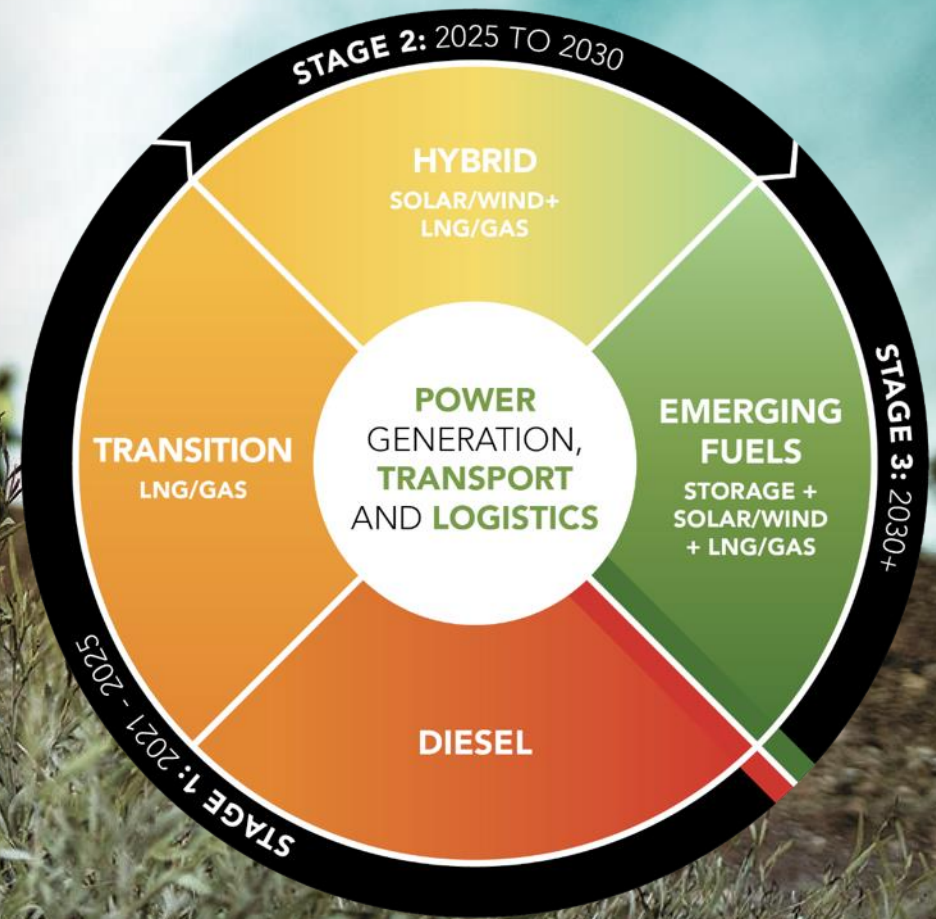 STAGE 2: 2025 TO 2030
HYBRID
SOLAR/WIND+
LNG/GAS
STAGE 3: 2030+
EMERGING
FUELS
STORAGE +
SOLAR/WIND
+ LNG/GAS
POWER
GENERATION,
TRANSPORT
AND LOGISTICS
TRANSITION
LNG/GAS
STAGE 1: 2021 - 2025
DIESEL